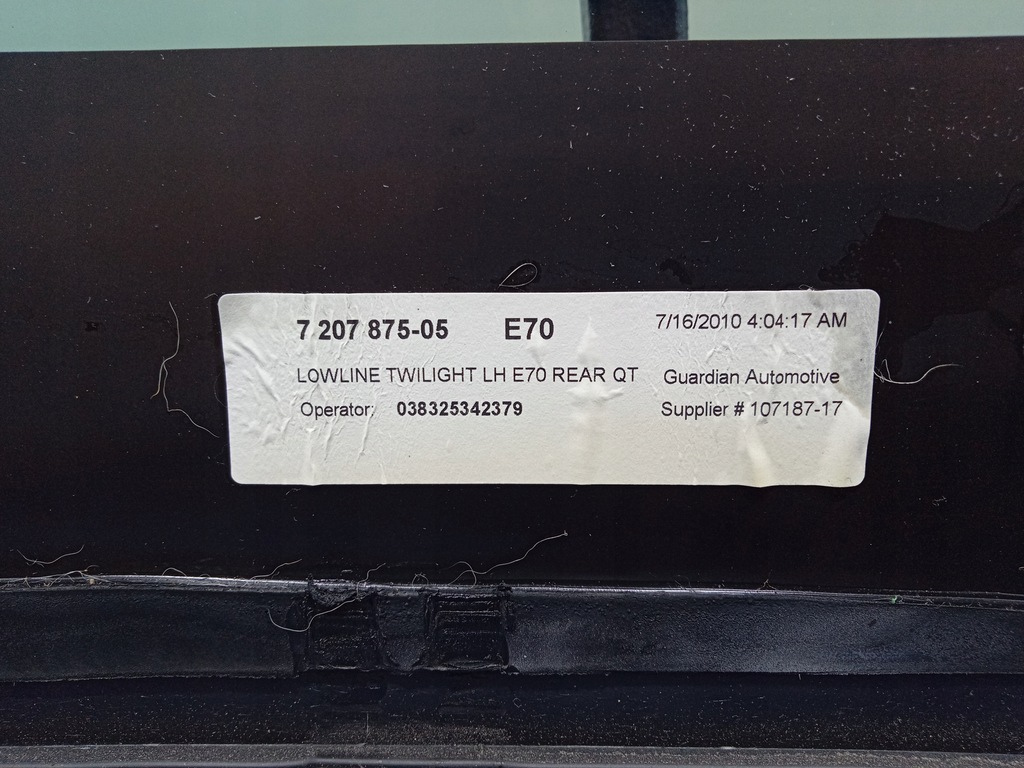 7 207 875-05 E70 7/16/2010 4:04:17 AM
LOWLINE TWILIGHT LH E70 REAR QT Guardian Automotive
Operator: 038325342379 Supplier # 107187-17